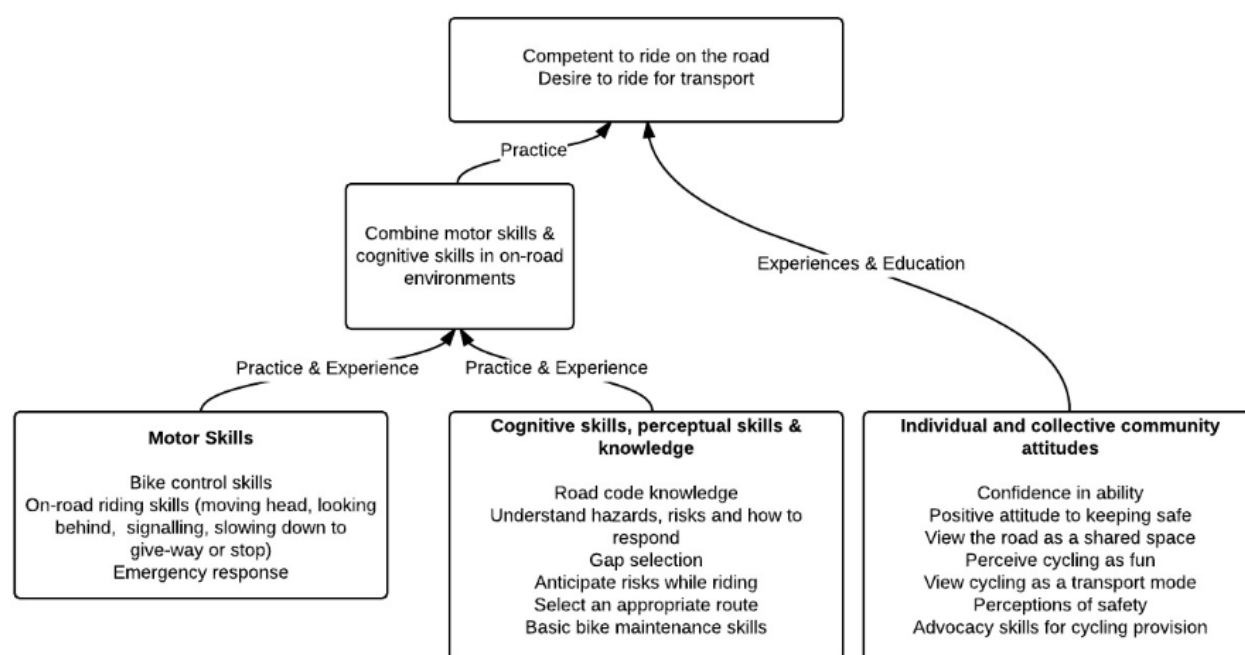 Competent to ride on the road
Desire to ride for transport
Practice
Combine motor skills &
cognitive skills in on-road
environments
Experiences & Education
Practice & Experience
Practice & Experience
Motor Skills
Bike control skills
On-road riding skills (moving head, looking
behind, signalling, slowing down to
give-way or stop)
Emergency response
Cognitive skills, perceptual skills &
knowledge
Road code knowledge
Understand hazards, risks and how to
respond
Gap selection
Anticipate risks while riding
Select an appropriate route
Basic bike maintenance skills
Individual and collective community
attitudes
Confidence in ability
Positive attitude to keeping safe
View the road as a shared space
Perceive cycling as fun
View cycling as a transport mode
Perceptions of safety
Advocacy skills for cycling provision